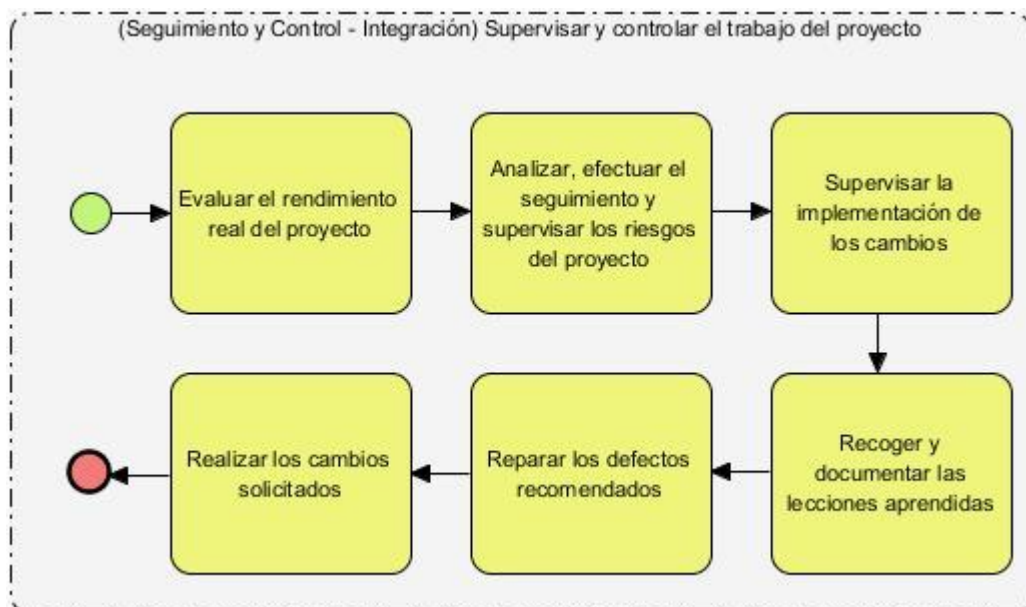 (Seguimiento y Control - Integración) Supervisar y controlar el trabajo del proyecto
Evaluar el rendimiento
real del proyecto
Analizar, efectuar el
seguimiento y
supervisar los riesgos
del proyecto
Supervisar la
implementación de
los cambios
Recoger y
documentar las
lecciones aprendidas
Reparar los defectos
recomendados
Realizar los cambios
solicitados